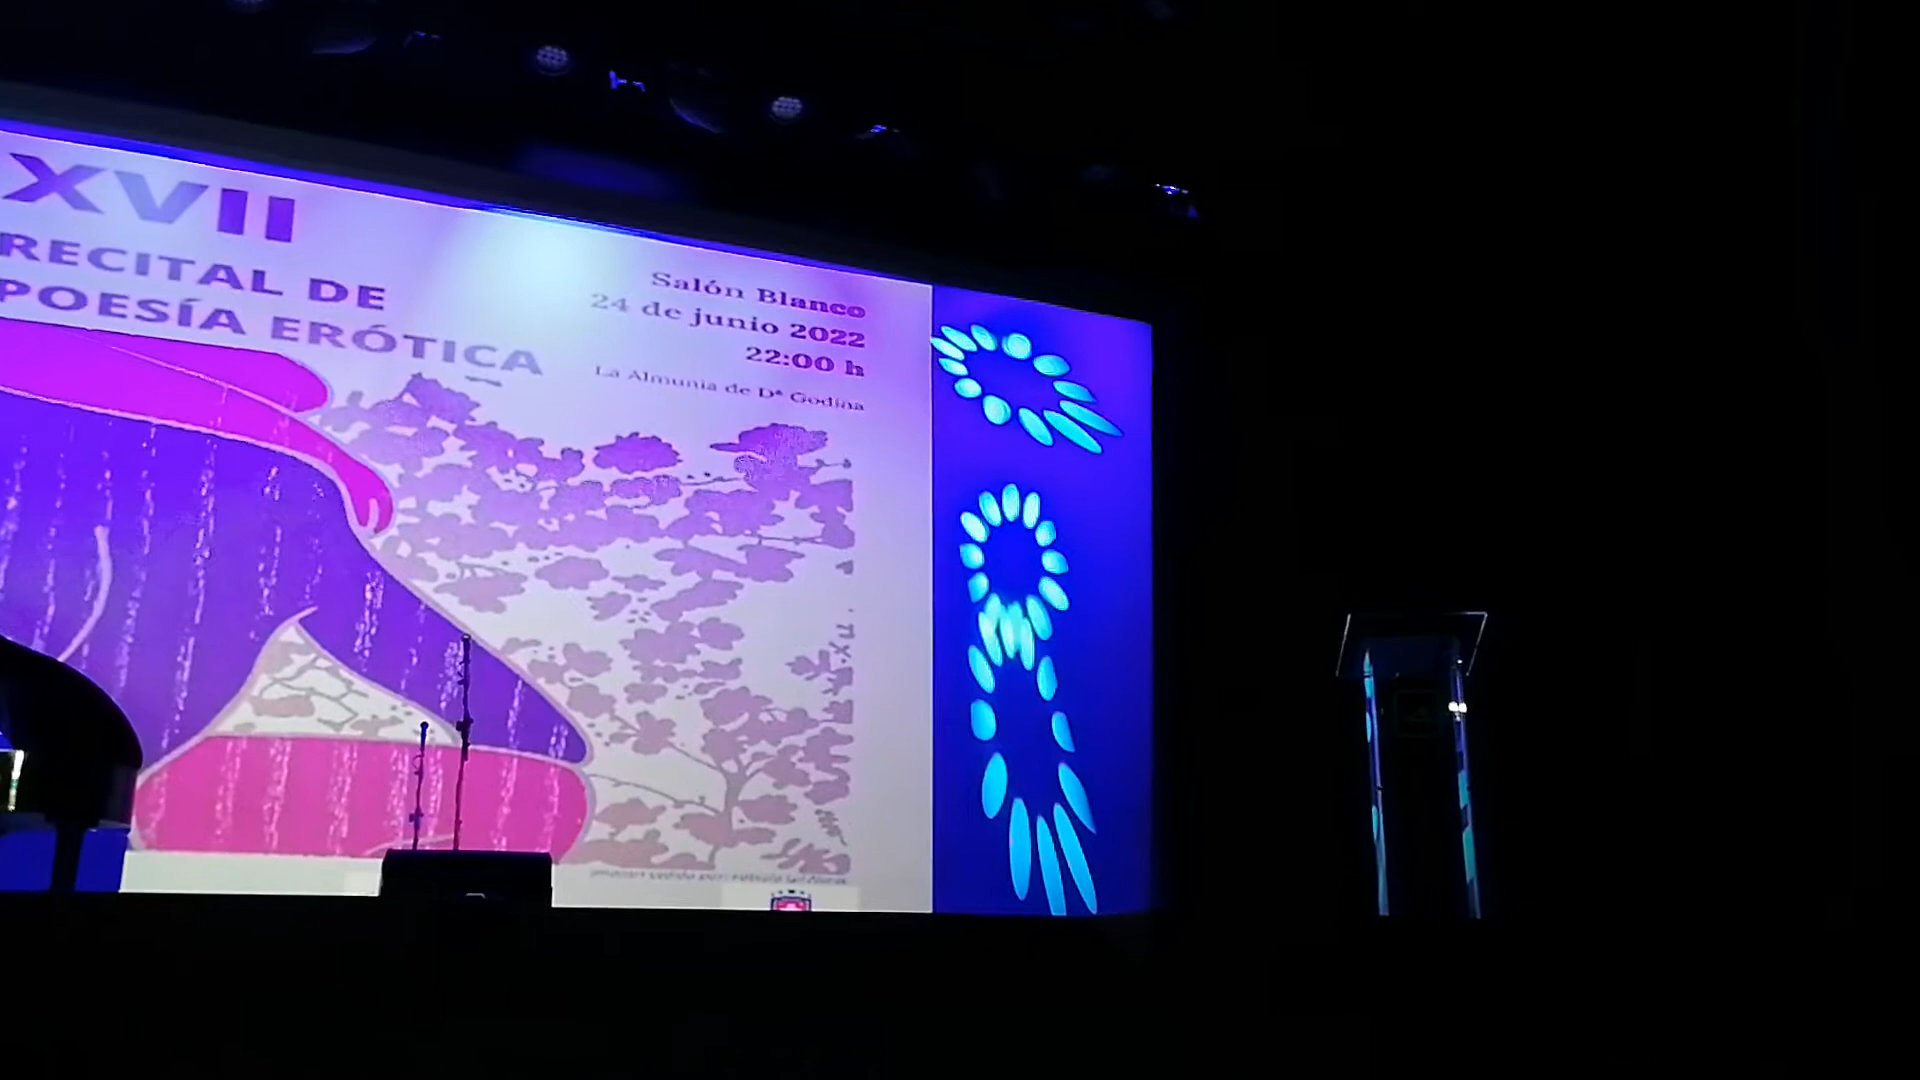 XVII
RECITAL DE
POESÍA ERÓTICA
Salón Blanco
24 de junio 2022
22:00 h
La Almunia de Dª Godina